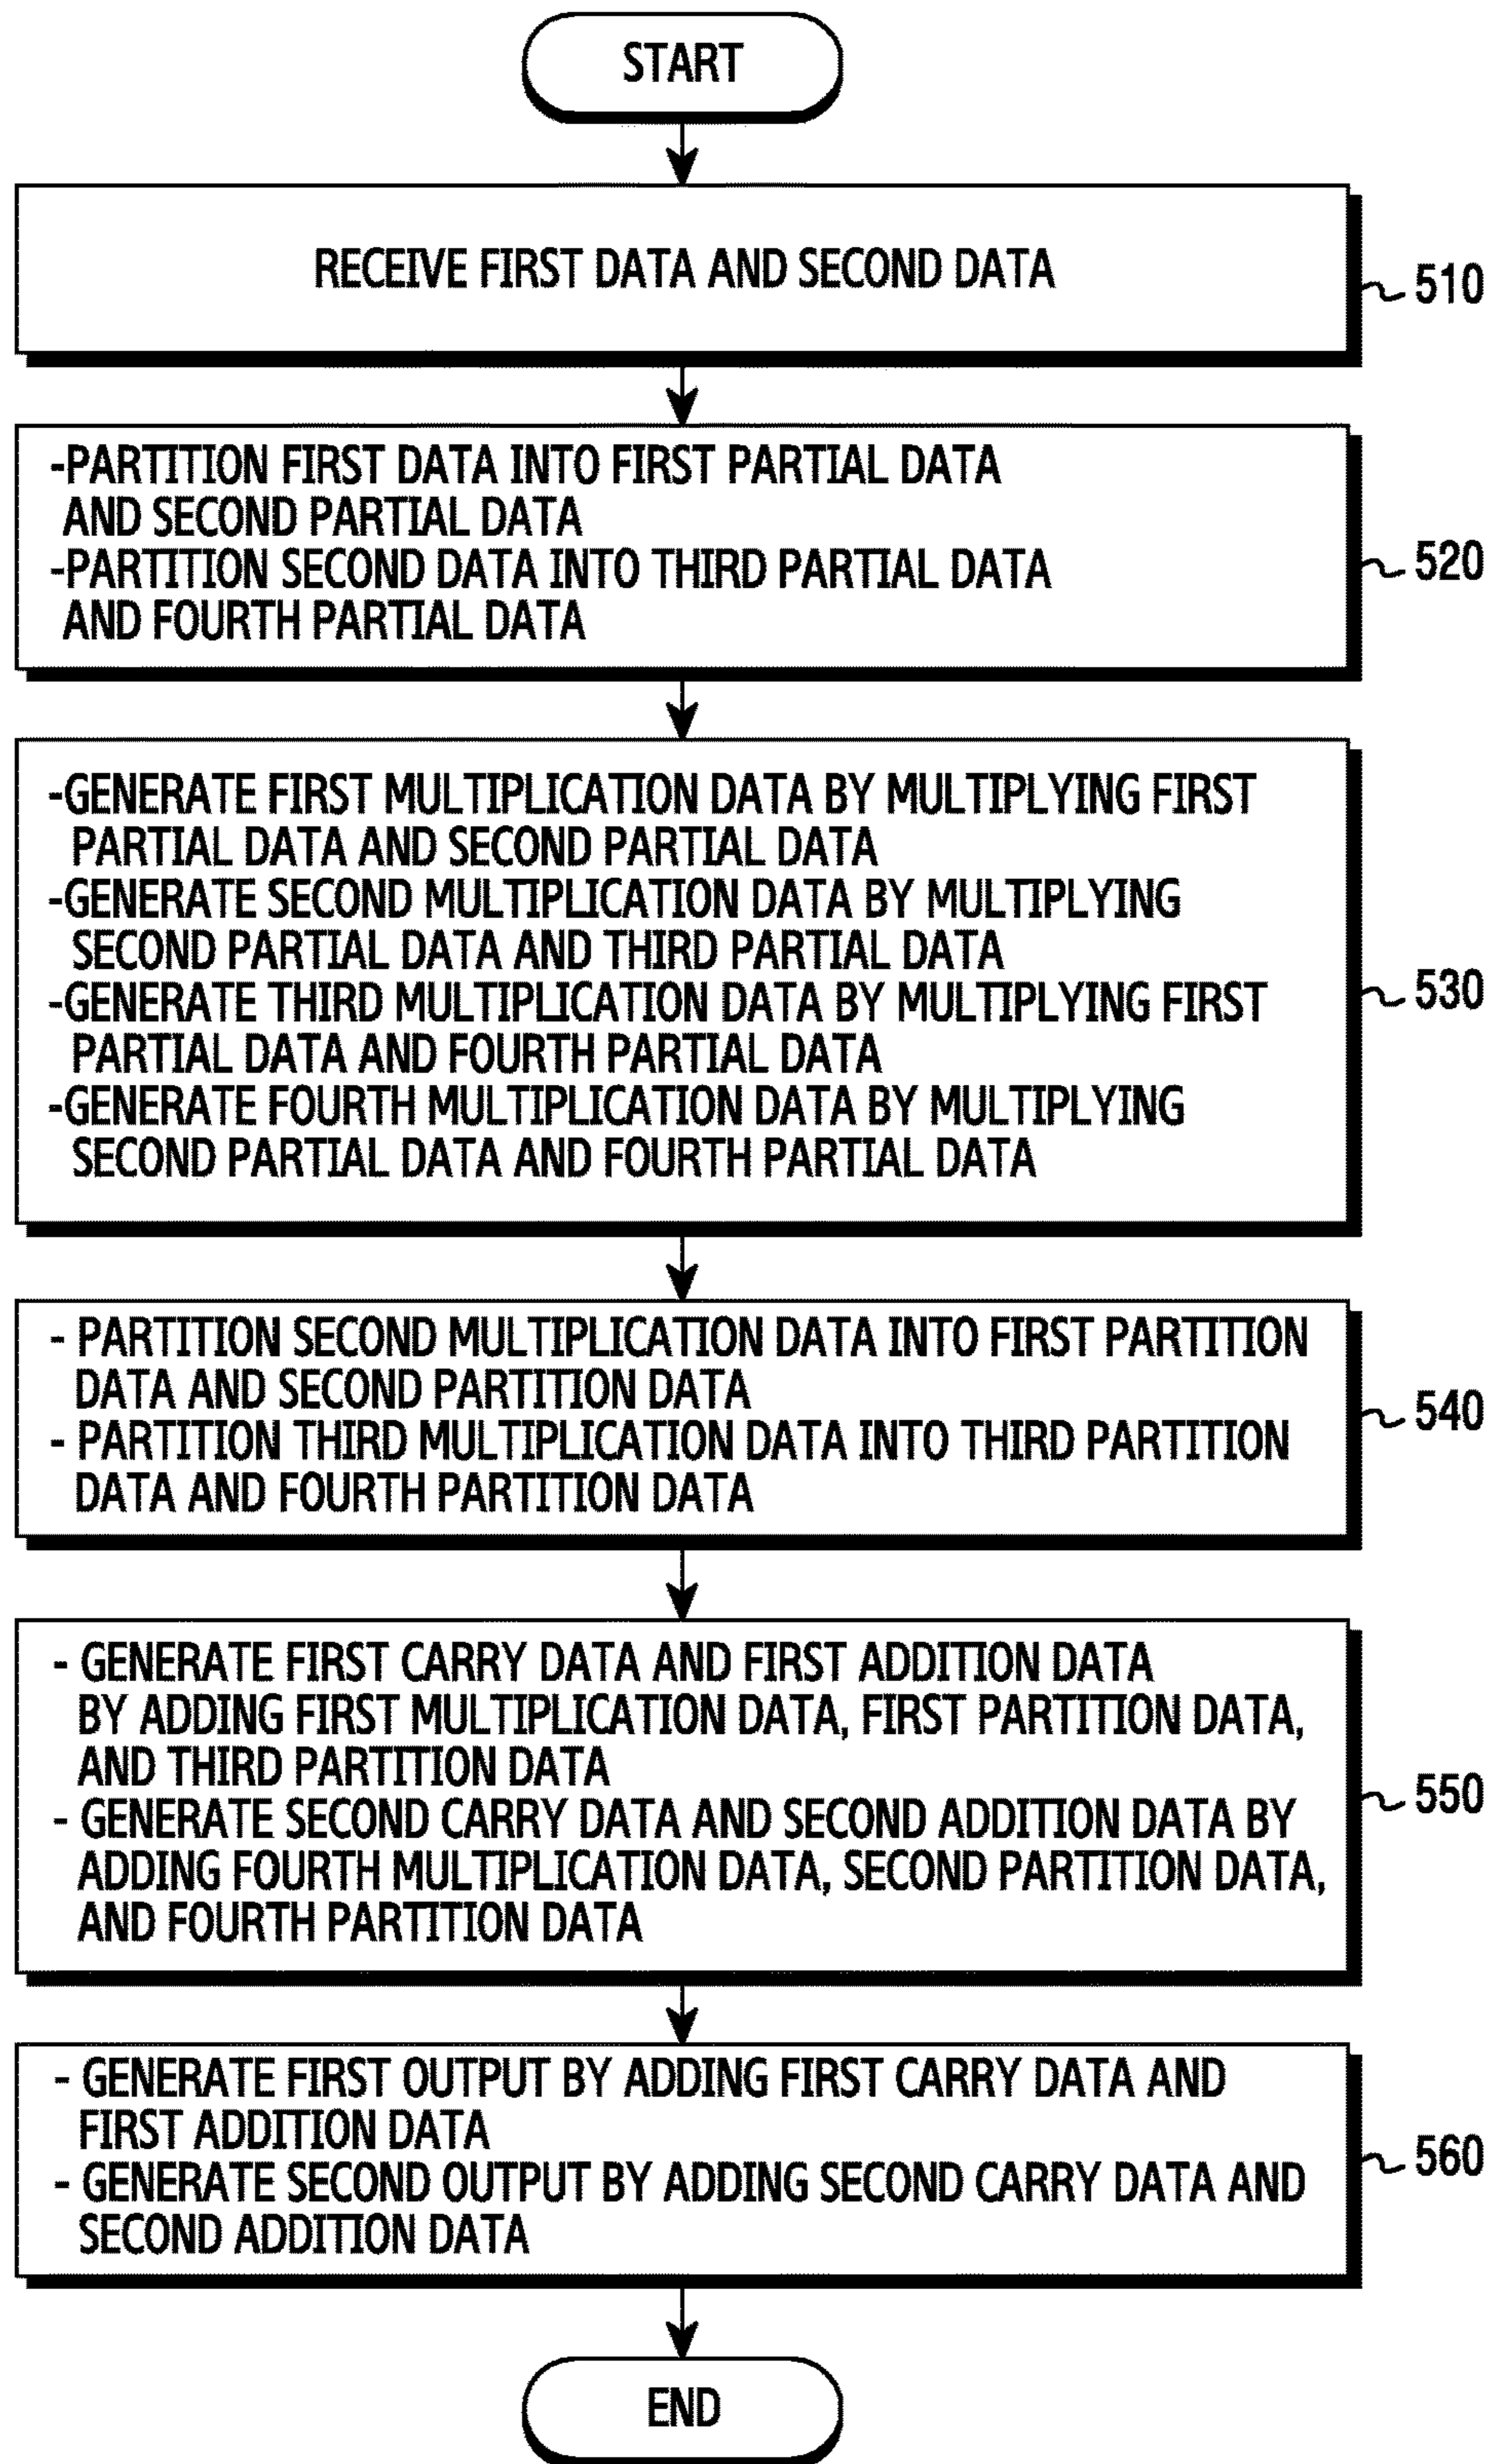 START
RECEIVE FIRST DATA AND SECOND DATA
510
-PARTITION FIRST DATA INTO FIRST PARTIAL DATA
AND SECOND PARTIAL DATA
-PARTITION SECOND DATA INTO THIRD PARTIAL DATA
AND FOURTH PARTIAL DATA
520
-GENERATE FIRST MULTIPLICATION DATA BY MULTIPLYING FIRST
PARTIAL DATA AND SECOND PARTIAL DATA
-GENERATE SECOND MULTIPLICATION DATA BY MULTIPLYING
SECOND PARTIAL DATA AND THIRD PARTIAL DATA
-GENERATE THIRD MULTIPLICATION DATA BY MULTIPLYING FIRST
PARTIAL DATA AND FOURTH PARTIAL DATA
-GENERATE FOURTH MULTIPLICATION DATA BY MULTIPLYING
SECOND PARTIAL DATA AND FOURTH PARTIAL DATA
530
- PARTITION SECOND MULTIPLICATION DATA INTO FIRST PARTITION
DATA AND SECOND PARTITION DATA
- PARTITION THIRD MULTIPLICATION DATA INTO THIRD PARTITION
DATA AND FOURTH PARTITION DATA
540
- GENERATE FIRST CARRY DATA AND FIRST ADDITION DATA
BY ADDING FIRST MULTIPLICATION DATA, FIRST PARTITION DATA,
AND THIRD PARTITION DATA
- GENERATE SECOND CARRY DATA AND SECOND ADDITION DATA BY
ADDING FOURTH MULTIPLICATION DATA, SECOND PARTITION DATA,
AND FOURTH PARTITION DATA
550
- GENERATE FIRST OUTPUT BY ADDING FIRST CARRY DATA AND
FIRST ADDITION DATA
- GENERATE SECOND OUTPUT BY ADDING SECOND CARRY DATA AND
SECOND ADDITION DATA
560
END